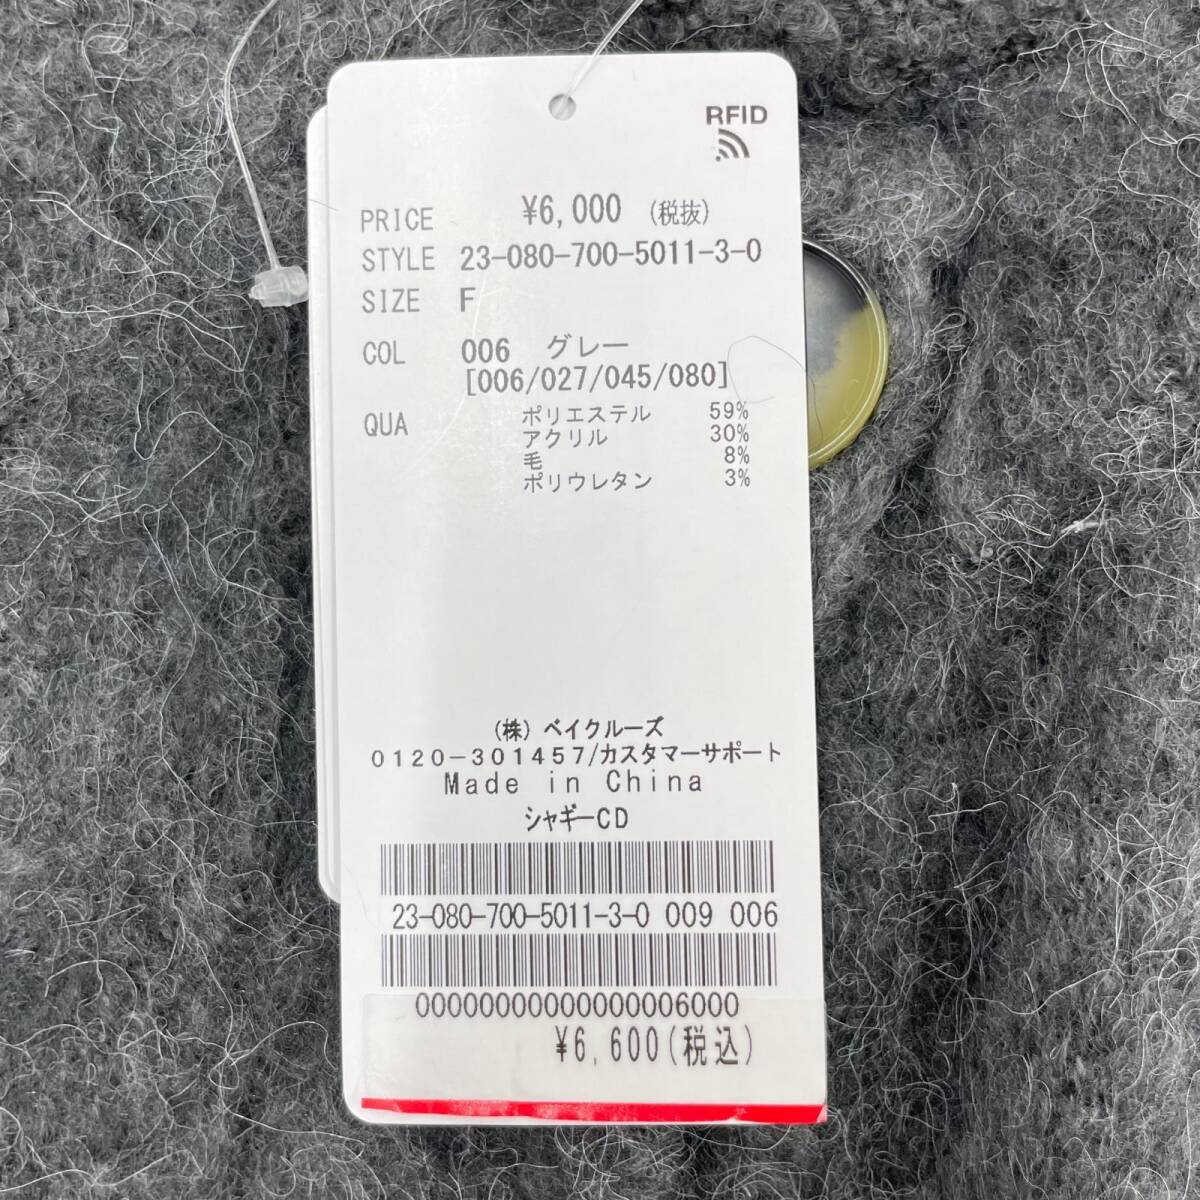 RFID
PRICE ¥6,000 (税抜)
STYLE 23-080-700-5011-3-0
SIZE F
COL 006 グレー
[006/027/045/080]
QUA ポリエステル 59%
アクリル 30%
毛 8%
ポリウレタン 3%
(株) ベイクルーズ
0120-301457/カスタマーサポート
Made in China
シャギーCD
23-080-700-5011-3-0 009 006
00000000000000006000
¥6,600(税込)